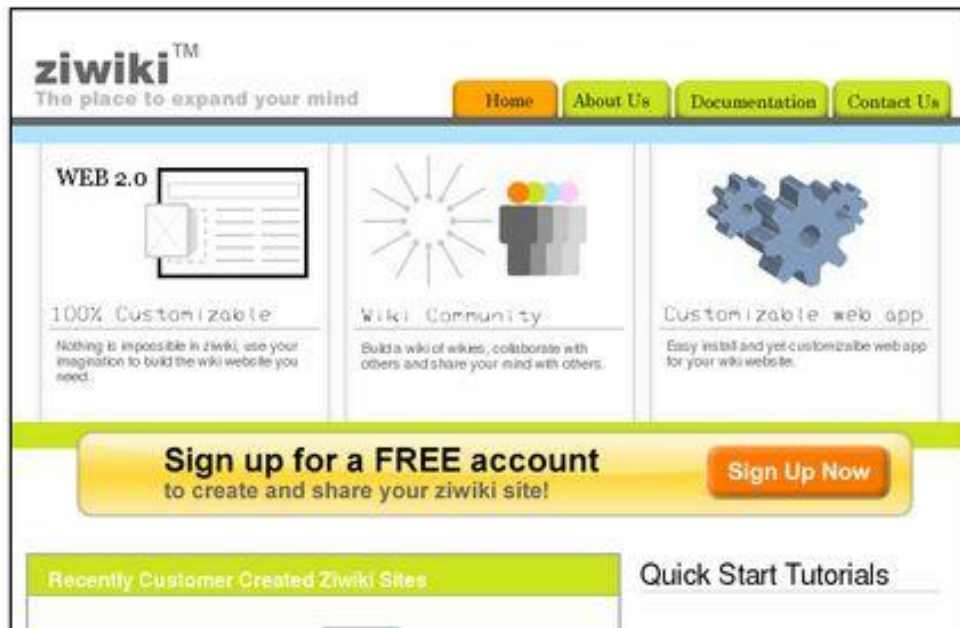 ziwiki™
The place to expand your mind
Home About Us Documentation Contact Us
WEB 2.0
100% Customizable
Nothing is impossible in ziwiki, use your
imagination to build the wiki website you
need.
Wiki Community
Build a wiki of wikies, collaborate with
others and share your mind with others.
Customizable web app
Easy install and yet customizalbe web app
for your wiki website.
Sign up for a FREE account
to create and share your ziwiki site!
Sign Up Now
Recently Customer Created Ziwiki Sites
Quick Start Tutorials